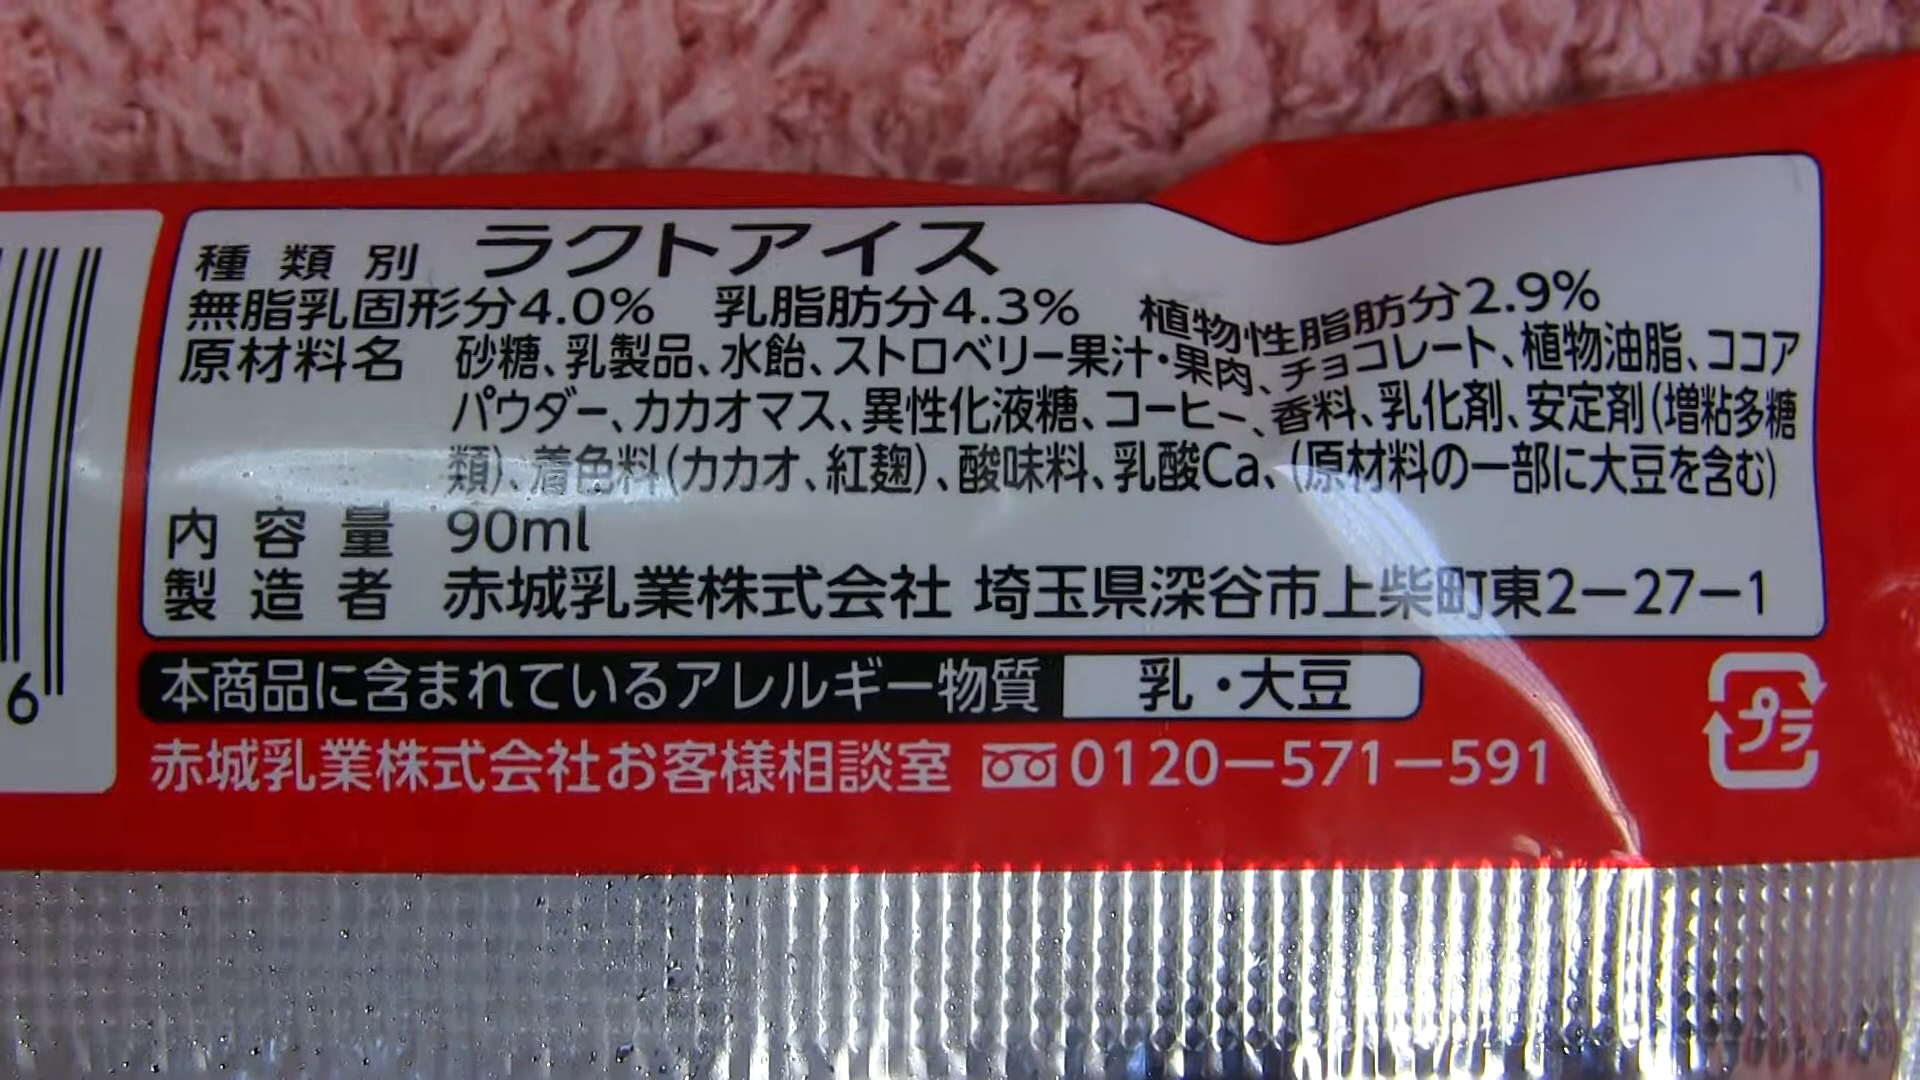 種類別 ラクトアイス
無脂乳固形分4.0% 乳脂肪分4.3% 植物性脂肪分2.9%
原材料名 砂糖、乳製品、水飴、ストロベリー果汁・果肉、チョコレート、植物油脂、ココア
パウダー、カカオマス、異性化液糖、コーヒー、香料、乳化剤、安定剤(増粘多糖
類)、着色料(カカオ、紅麹)、酸味料、乳酸Ca、(原材料の一部に大豆を含む)
内容量 90ml
製造者 赤城乳業株式会社 埼玉県深谷市上柴町東2-27-1
本商品に含まれているアレルギー物質 乳・大豆
赤城乳業株式会社お客様相談室 0120-571-591
プラ
6